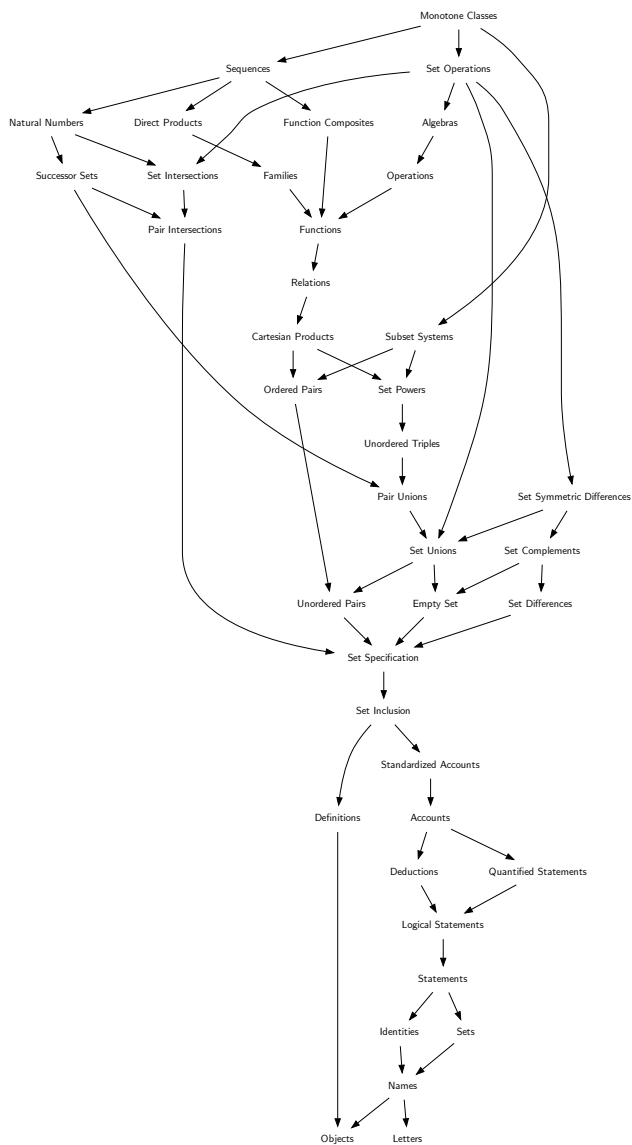 Monotone Classes
Sequences
Set Operations
Natural Numbers
Direct Products
Function Composites
Algebras
Successor Sets
Set Intersections
Families
Operations
Pair Intersections
Functions
Relations
Cartesian Products
Subset Systems
Ordered Pairs
Set Powers
Unordered Triples
Pair Unions
Set Symmetric Differences
Set Unions
Set Complements
Unordered Pairs
Empty Set
Set Differences
Set Specification
Set Inclusion
Standardized Accounts
Definitions
Accounts
Deductions
Quantified Statements
Logical Statements
Statements
Identities
Sets
Names
Objects
Letters